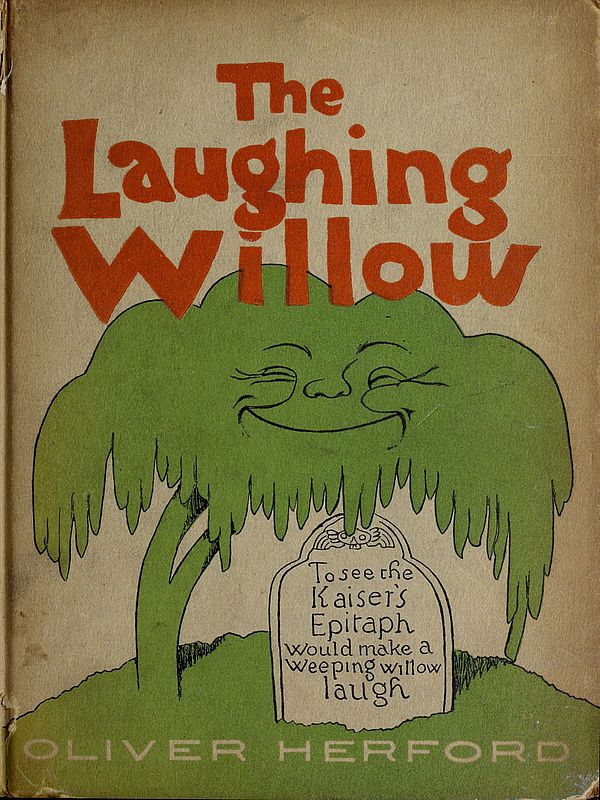 The
Laughing
Willow
To see the
Kaiser's
Epitaph
would make a
weeping willow
laugh
OLIVER HERFORD